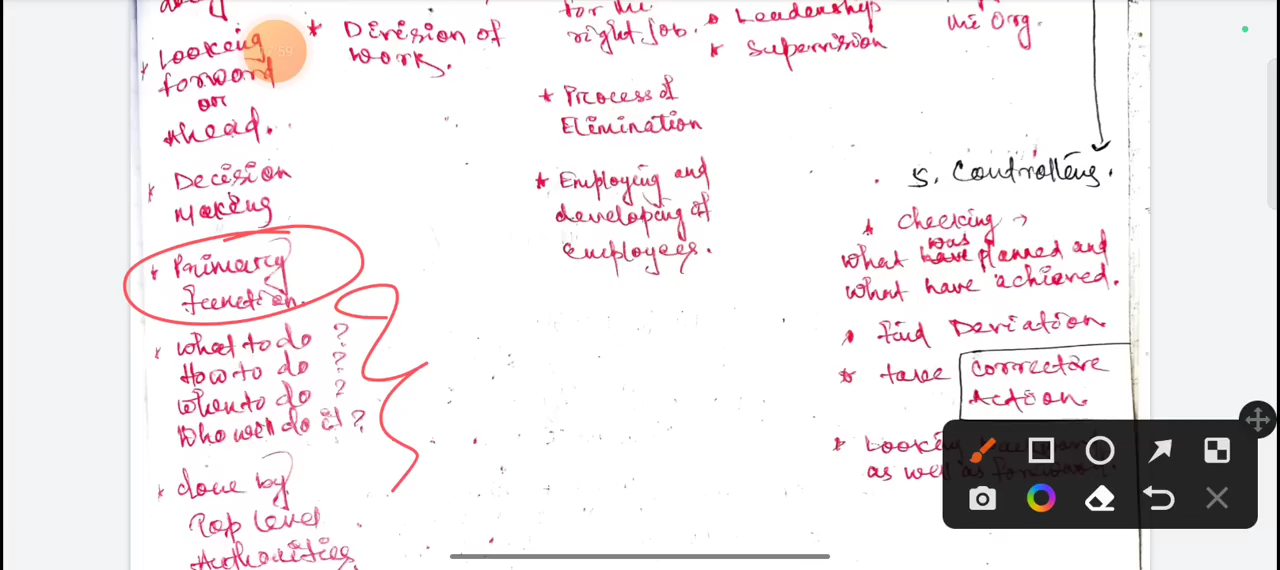 * Looking
forward
or
Ahead..
* Decision
Making
* Primary
function.
* What to do ?
How to do ?
When to do ?
Who will do it ?
* done by
Top level
Authorities
* Division of
work.
for the
right Job.
* Process of
Elimination
* Employing and
developing of
employees.
* Leadership
* Supervision
the Org.
5. Controlling.
* Checking →
was
what have planned and
what have achieved.
* Find Deviation
* take Corrective
Action.
* Looking
as well as forward.